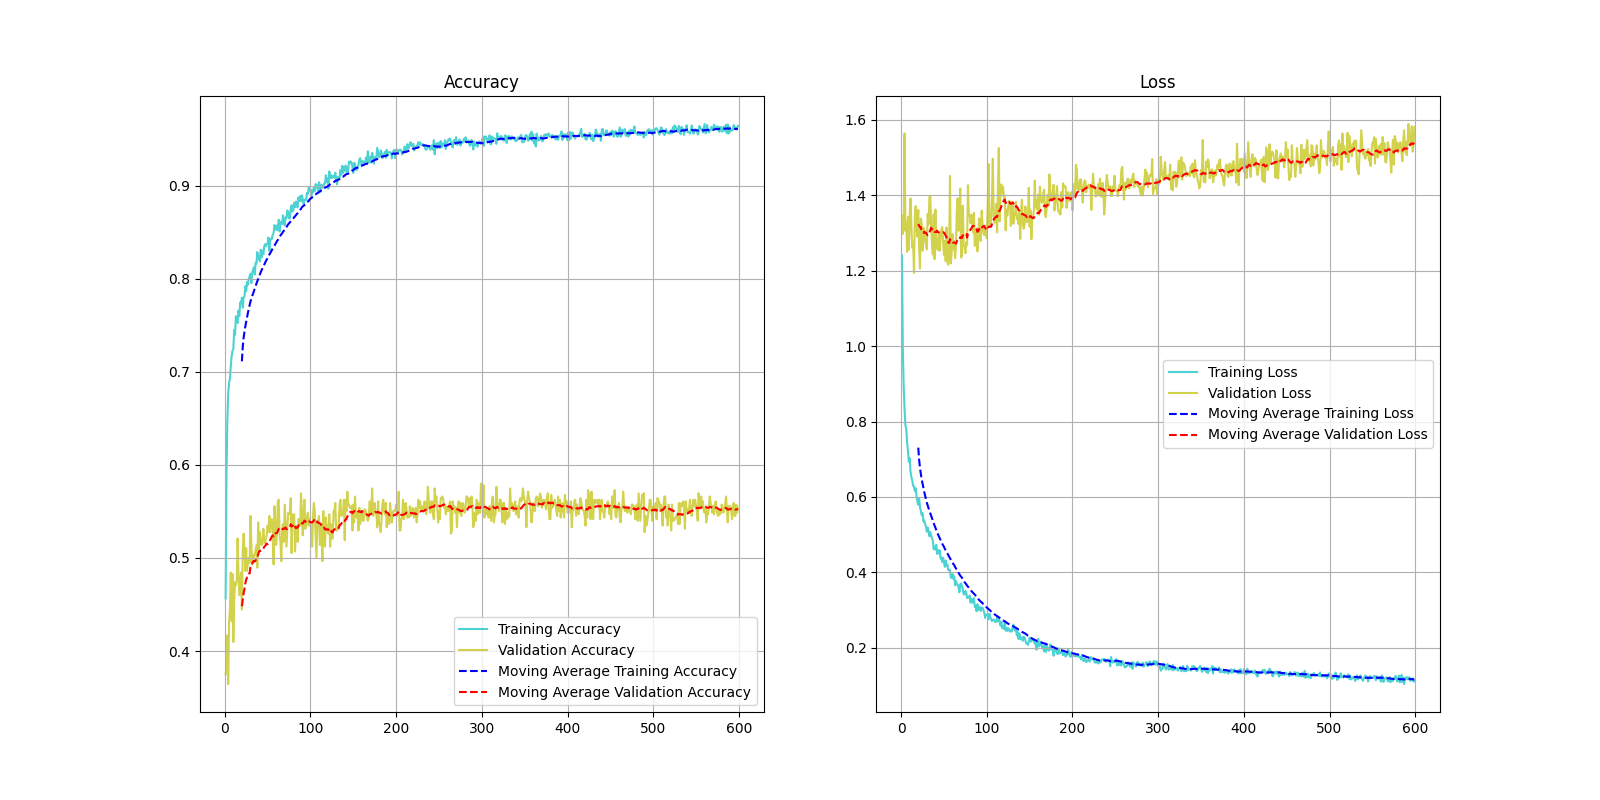 Accuracy
0.9
0.8
0.7
0.6
0.5
0.4
0 100 200 300 400 500 600
Training Accuracy
Validation Accuracy
Moving Average Training Accuracy
Moving Average Validation Accuracy
Loss
1.6
1.4
1.2
1.0
0.8
0.6
0.4
0.2
0 100 200 300 400 500 600
Training Loss
Validation Loss
Moving Average Training Loss
Moving Average Validation Loss